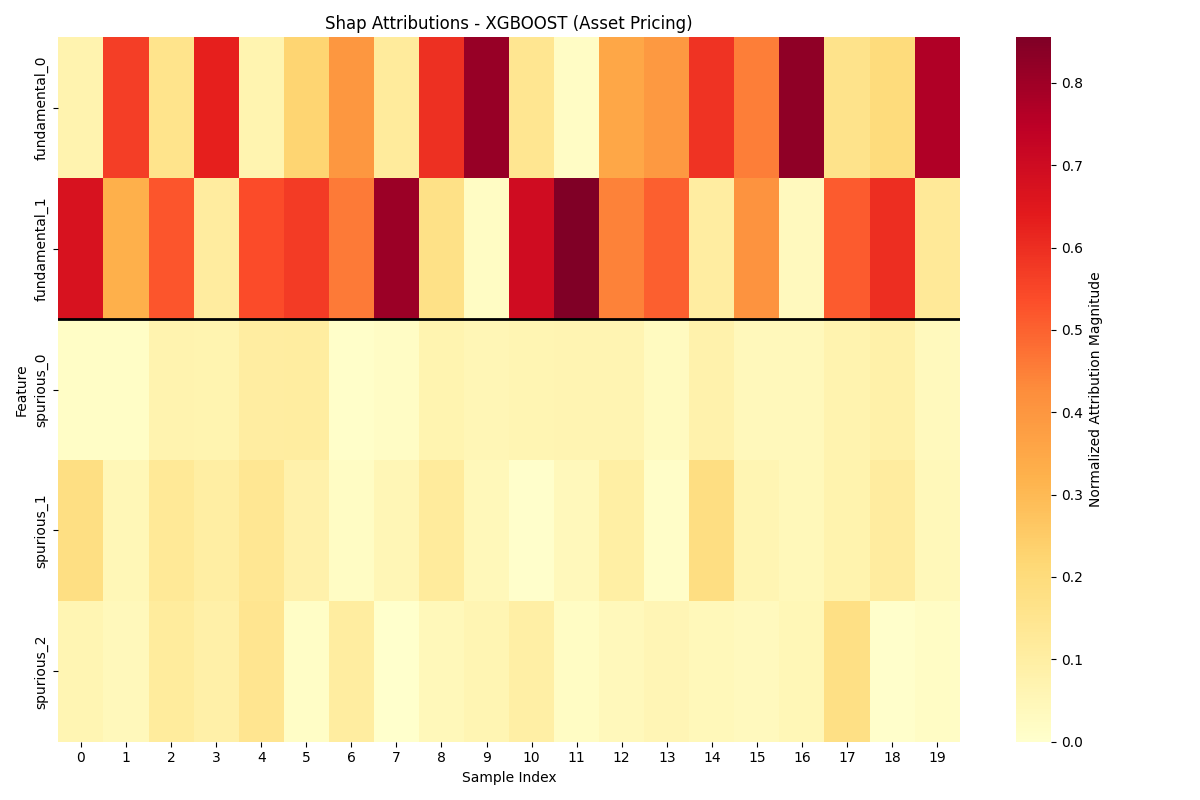 Shap Attributions - XGBOOST (Asset Pricing)
Feature
fundamental_0
fundamental_1
spurious_0
spurious_1
spurious_2
0 1 2 3 4 5 6 7 8 9 10 11 12 13 14 15 16 17 18 19
Sample Index
0.8
0.7
0.6
0.5
0.4
0.3
0.2
0.1
0.0
Normalized Attribution Magnitude